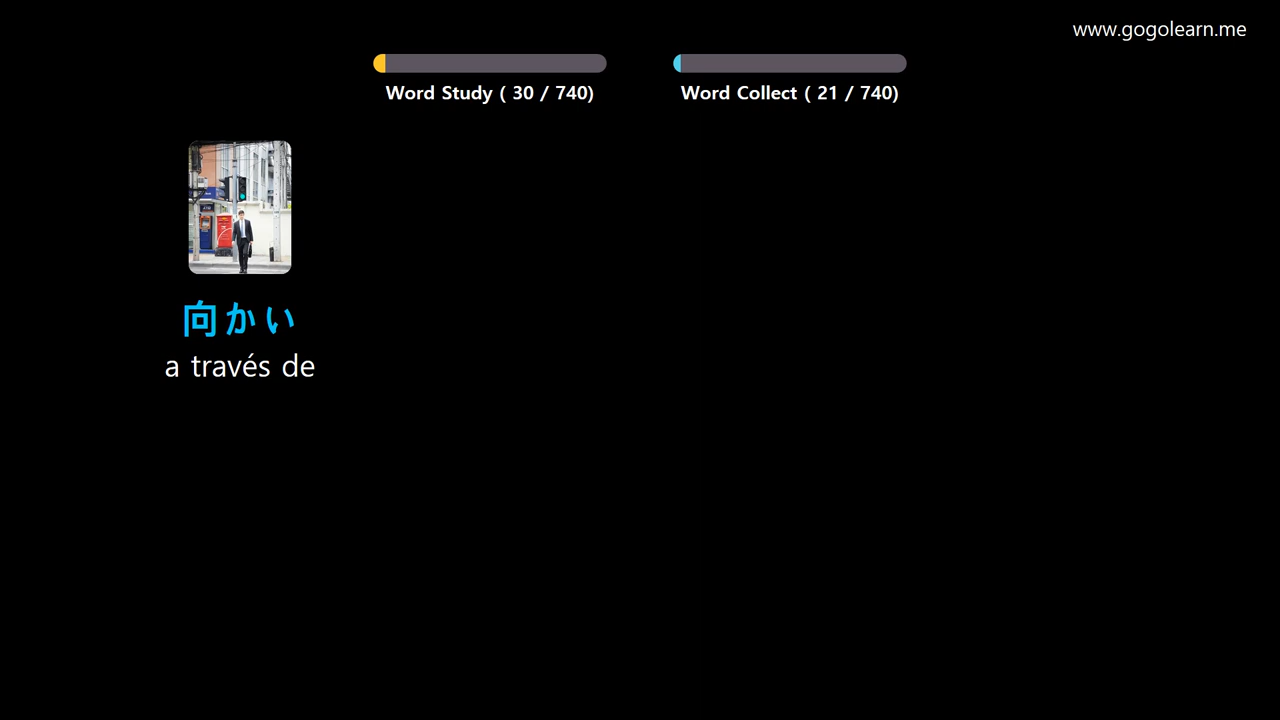 www.gogolearn.me
Word Study ( 30 / 740)
Word Collect ( 21 / 740)
向かい
a través de